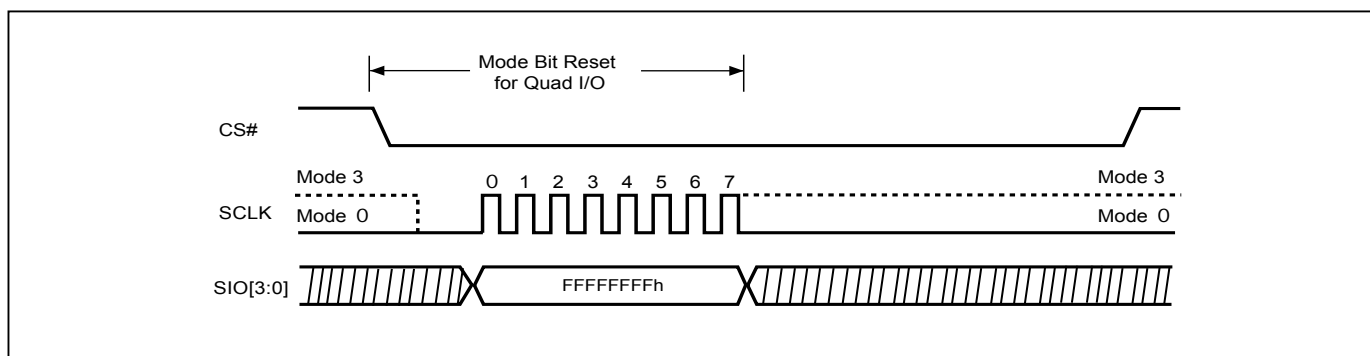 Mode Bit Reset
for Quad I/O
CS#
Mode 3
0 1 2 3 4 5 6 7
Mode 3
SCLK
Mode 0
Mode 0
SIO[3:0]
FFFFFFFFh